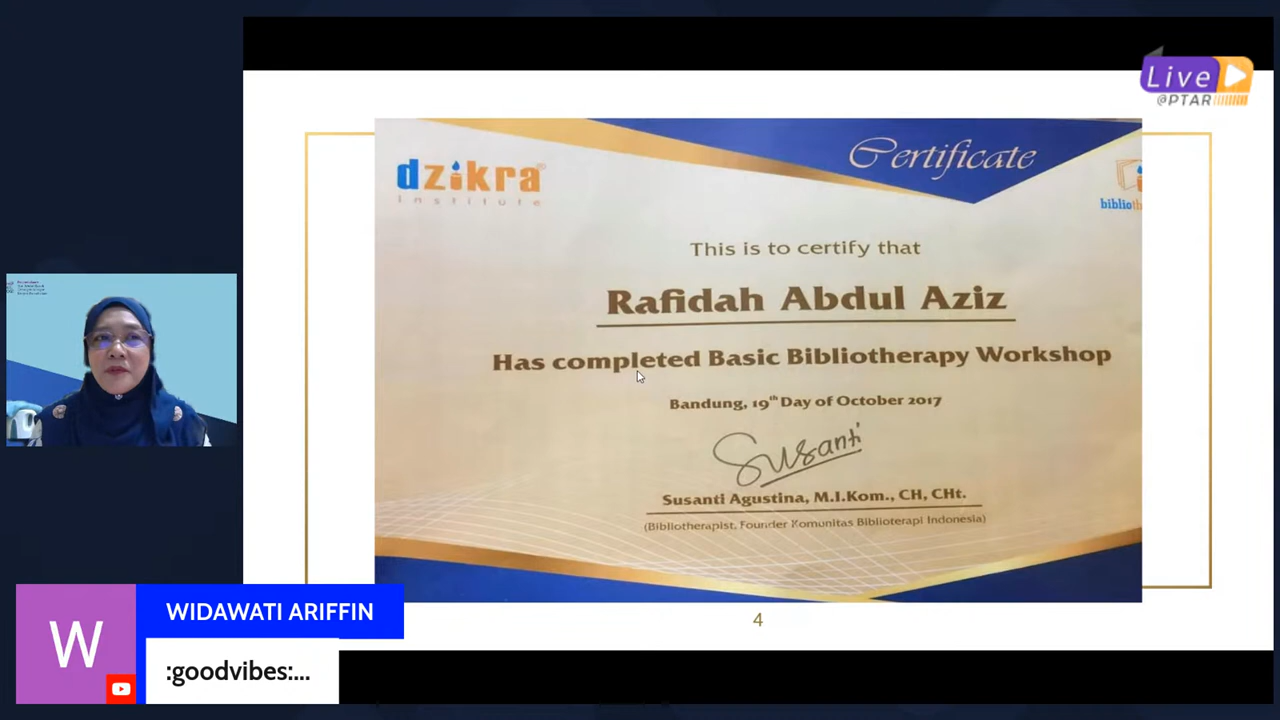 Live
@PTAR
Certificate
dzikra
institute
biblioth
This is to certify that
Rafidah Abdul Aziz
Has completed Basic Bibliotherapy Workshop
Bandung, 19th Day of October 2017
Susanti
Susanti Agustina, M.I.Kom., CH, CHt.
(Bibliotherapist, Founder Komunitas Biblioterapi Indonesia)
4
W
WIDAWATI ARIFFIN
:goodvibes:...